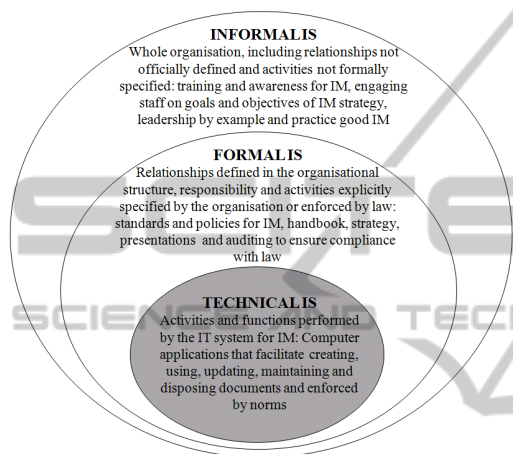 INFORMAL IS
Whole organisation, including relationships not
officially defined and activities not formally
specified: training and awareness for IM, engaging
staff on goals and objectives of IM strategy,
leadership by example and practice good IM
FORMAL IS
Relationships defined in the organisational
structure, responsibility and activities explicitly
specified by the organisation or enforced by law:
standards and policies for IM, handbook, strategy,
presentations and auditing to ensure compliance
with law
TECHNICAL IS
Activities and functions performed
by the IT system for IM: Computer
applications that facilitate creating,
using, updating, maintaining and
disposing documents and enforced
by norms
SCIENCE AND TECH